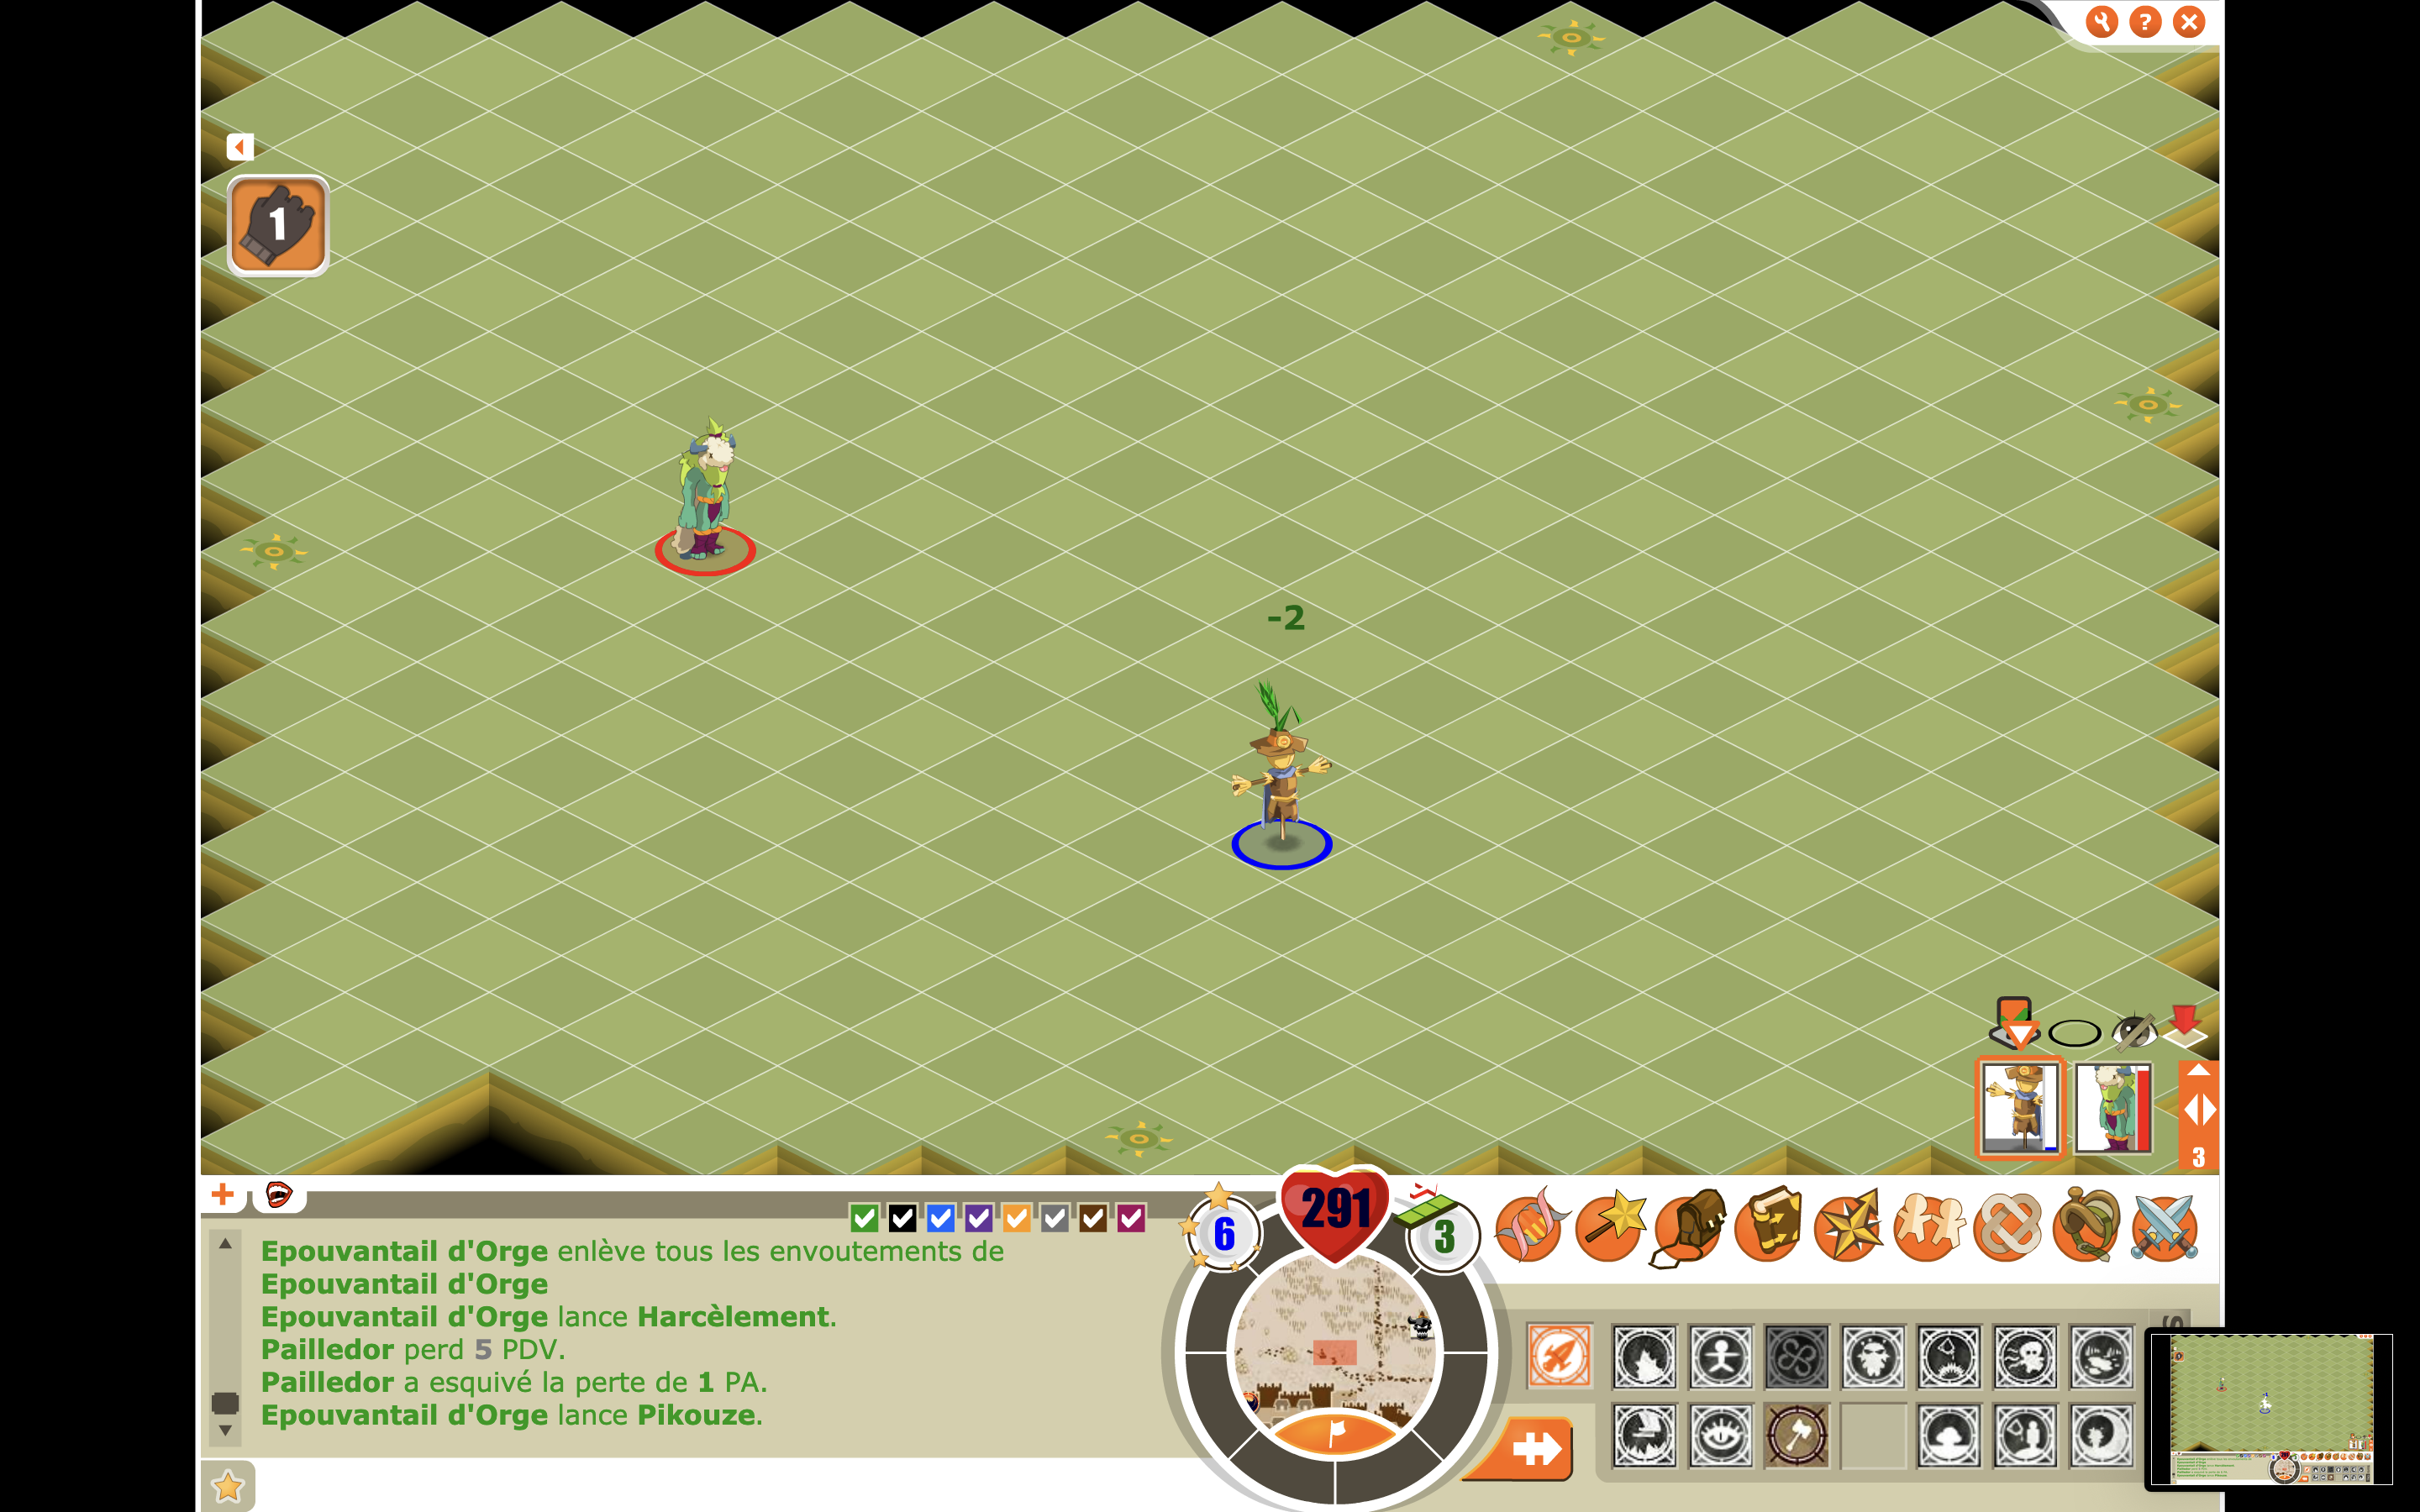 ?
1
-2
3
291
6
3
Epouvantail d'Orge enlève tous les envoutements de
Epouvantail d'Orge
Epouvantail d'Orge lance Harcèlement.
Pailledor perd 5 PDV.
Pailledor a esquivé la perte de 1 PA.
Epouvantail d'Orge lance Pikouze.